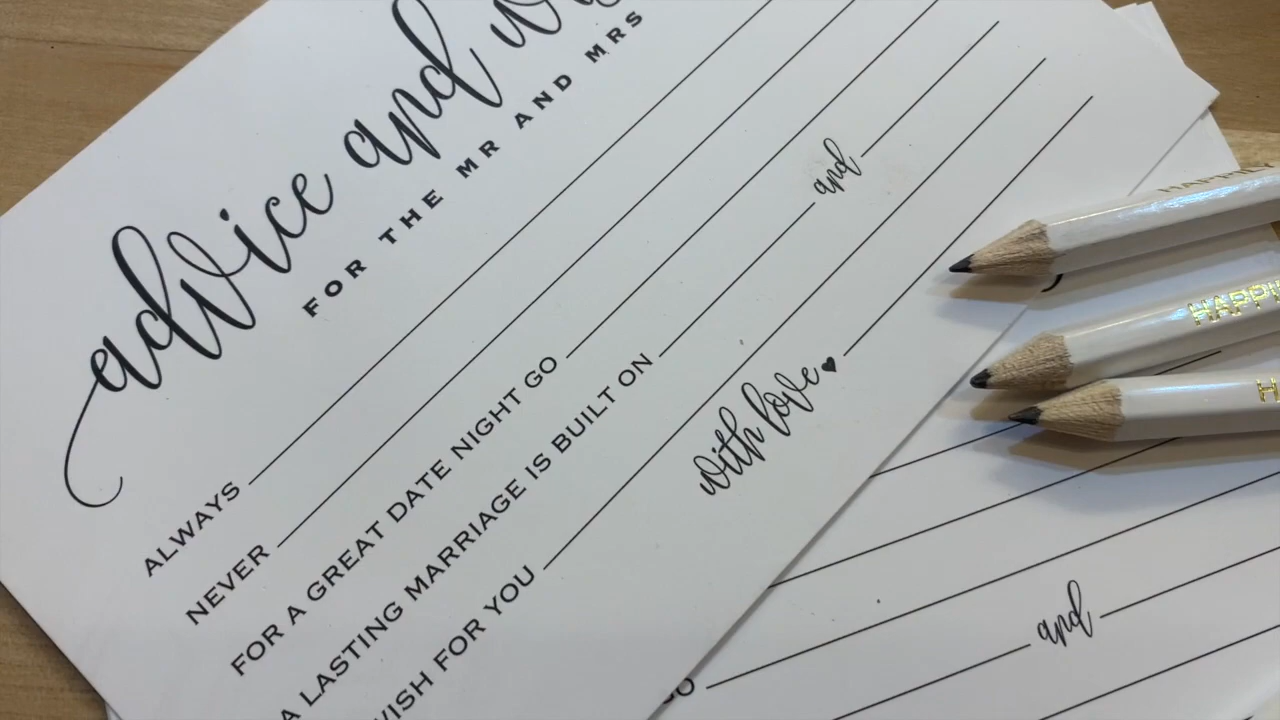 advice and
FOR THE MR AND MRS
ALWAYS
NEVER
FOR A GREAT DATE NIGHT GO
A LASTING MARRIAGE IS BUILT ON and
WISH FOR YOU
with love
and